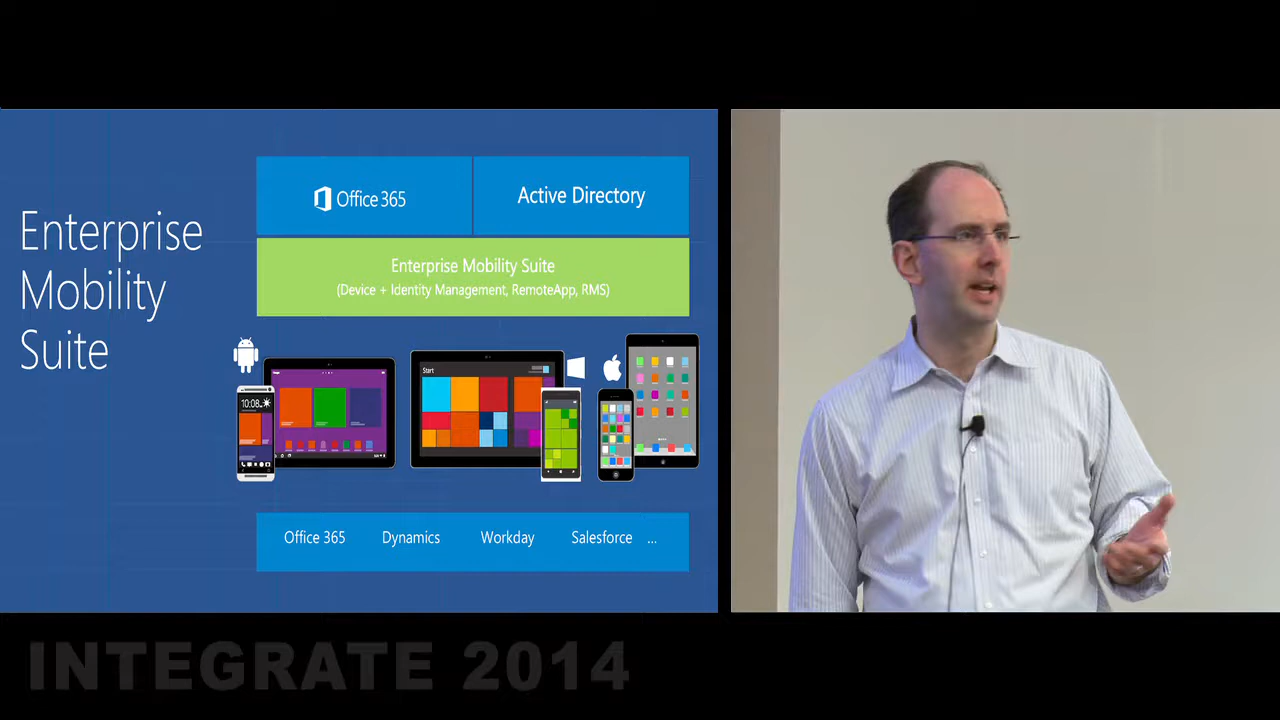 Enterprise
Mobility
Suite
Office 365
Active Directory
Enterprise Mobility Suite
(Device + Identity Management, RemoteApp, RMS)
10:08
Start
Office 365 Dynamics Workday Salesforce ...
INTEGRATE 2014